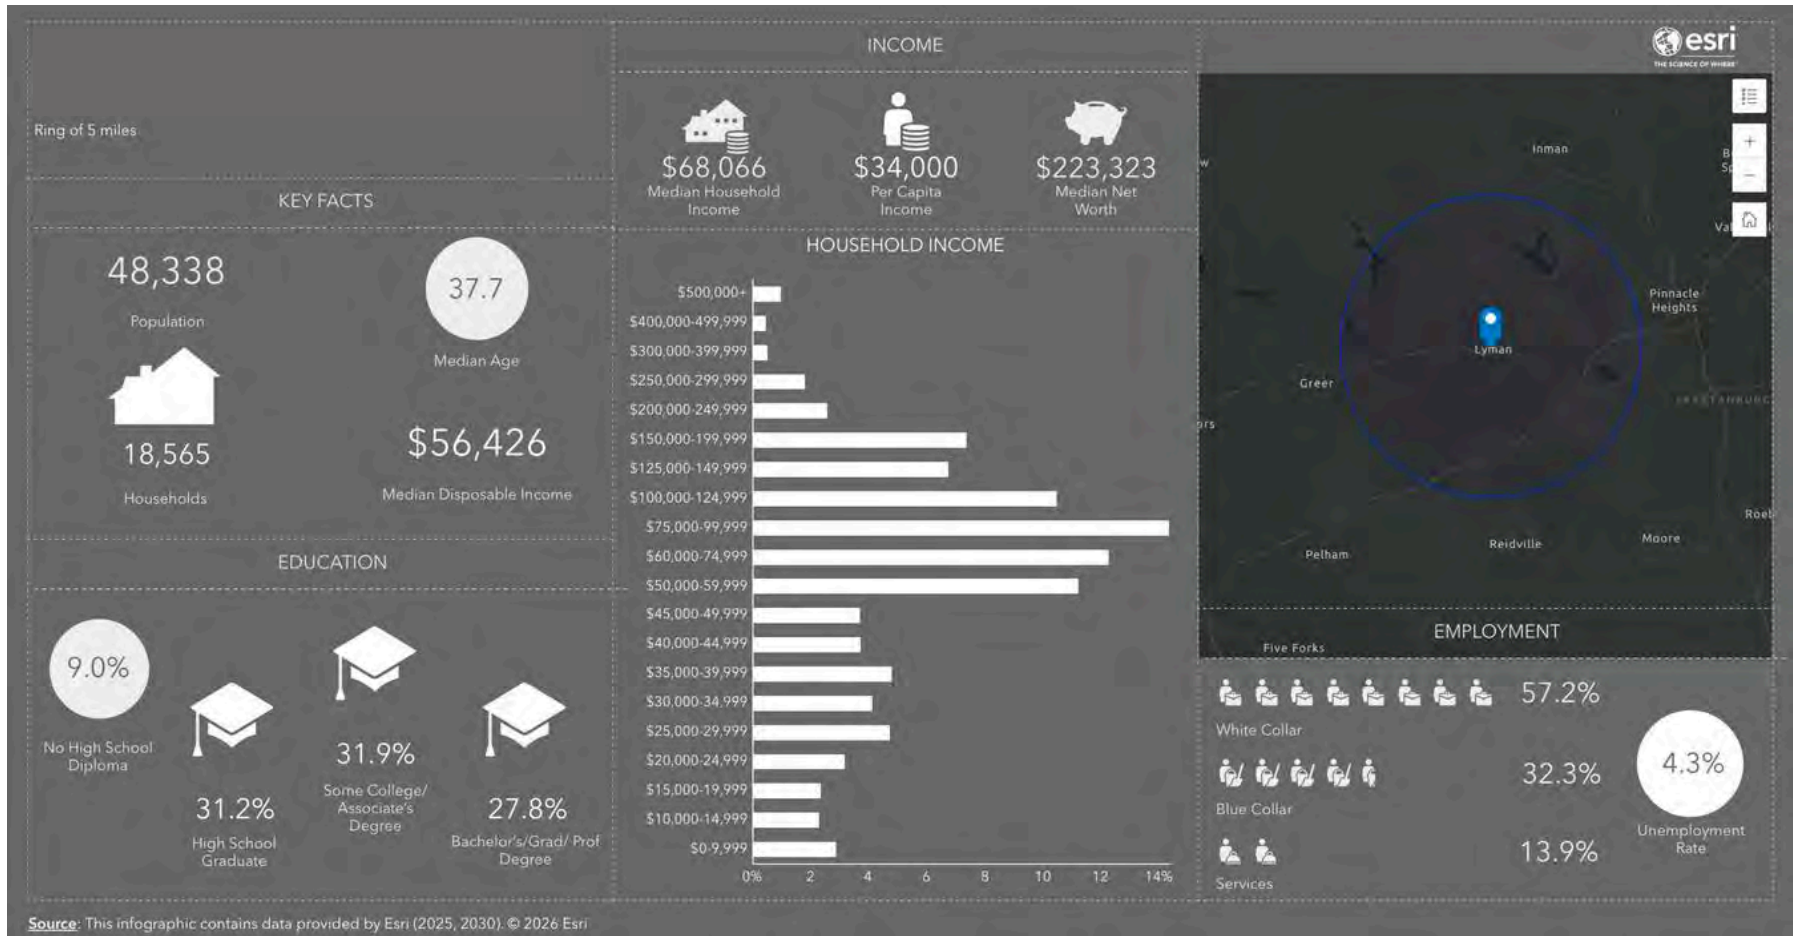 Ring of 5 miles
KEY FACTS
48,338
Population
18,565
Households
37.7
Median Age
$56,426
Median Disposable Income
EDUCATION
9.0%
No High School
Diploma
31.2%
High School
Graduate
31.9%
Some College/
Associate's
Degree
27.8%
Bachelor's/Grad/ Prof
Degree
INCOME
$68,066
Median Household
Income
$34,000
Per Capita
Income
$223,323
Median Net
Worth
HOUSEHOLD INCOME
$500,000+
$400,000-499,999
$300,000-399,999
$250,000-299,999
$200,000-249,999
$150,000-199,999
$125,000-149,999
$100,000-124,999
$75,000-99,999
$60,000-74,999
$50,000-59,999
$45,000-49,999
$40,000-44,999
$35,000-39,999
$30,000-34,999
$25,000-29,999
$20,000-24,999
$15,000-19,999
$10,000-14,999
$0-9,999
0% 2 4 6 8 10 12 14%
esri
THE SCIENCE OF WHERE
Inman
Pinnacle
Heights
Lyman
Greer
SPARTANBURG
Pelham
Reidville
Moore
Five Forks
EMPLOYMENT
57.2%
White Collar
32.3%
Blue Collar
13.9%
Services
4.3%
Unemployment
Rate
Source: This infographic contains data provided by Esri (2025, 2030). © 2026 Esri